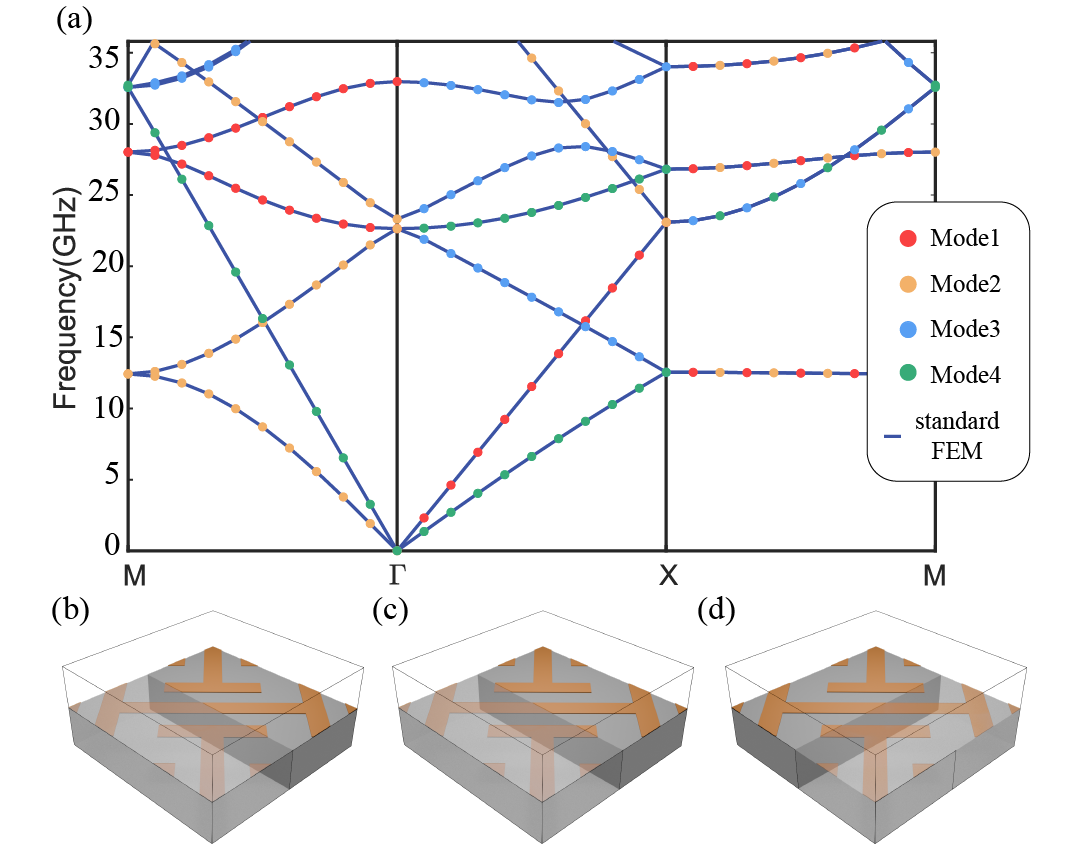 (a)
Frequency(GHz)
35
30
25
20
15
10
5
0
M Γ X M
Mode1
Mode2
Mode3
Mode4
standard
FEM
(b) (c) (d)